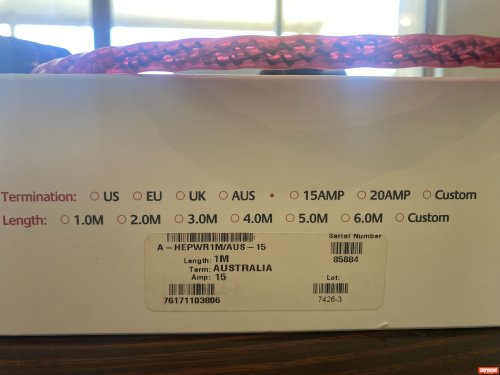 Termination: US EU UK AUS • 15AMP 20AMP Custom
Length: 1.0M 2.0M 3.0M 4.0M 5.0M 6.0M Custom
A-HEPWR1M/AUS-15
Serial Number
85884
Length: 1M
Term: AUSTRALIA
Amp: 15
Lot:
76171103806
7426-3